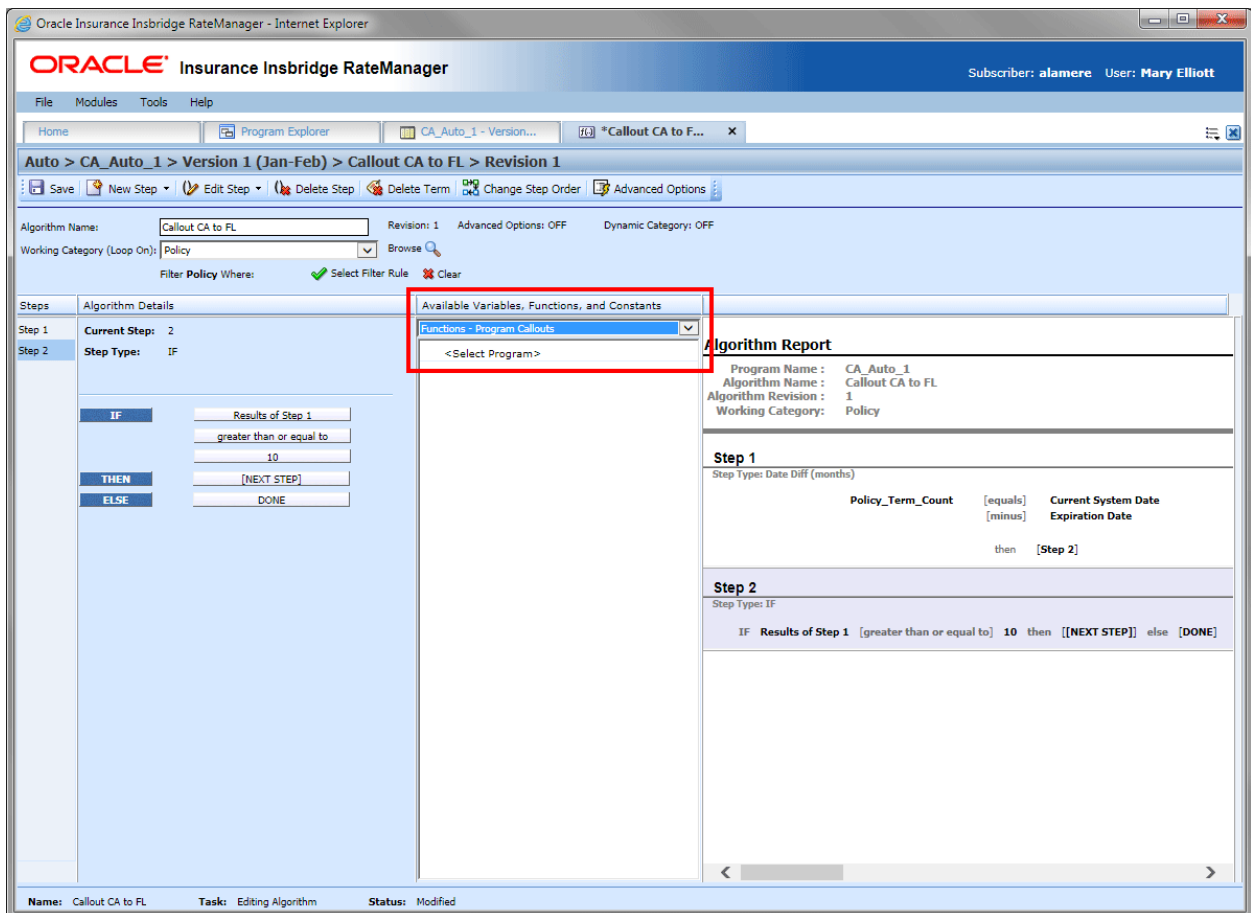 Oracle Insurance Insbridge RateManager - Internet Explorer
ORACLE Insurance Insbridge RateManager
Subscriber: alamere User: Mary Elliott
File Modules Tools Help
Home Program Explorer CA_Auto_1 - Version... *Callout CA to F... x
Auto > CA_Auto_1 > Version 1 (Jan-Feb) > Callout CA to FL > Revision 1
Save New Step Edit Step Delete Step Delete Term Change Step Order Advanced Options
Algorithm Name: Callout CA to FL Revision: 1 Advanced Options: OFF Dynamic Category: OFF
Working Category (Loop On): Policy Browse
Filter Policy Where: Select Filter Rule Clear
Steps
Step 1
Step 2
Algorithm Details
Current Step: 2
Step Type: IF
IF Results of Step 1
greater than or equal to
10
THEN [NEXT STEP]
ELSE DONE
Available Variables, Functions, and Constants
Functions - Program Callouts
<Select Program>
Algorithm Report
Program Name : CA_Auto_1
Algorithm Name : Callout CA to FL
Algorithm Revision : 1
Working Category: Policy
Step 1
Step Type: Date Diff (months)
Policy_Term_Count [equals] Current System Date
[minus] Expiration Date
then [Step 2]
Step 2
Step Type: IF
IF Results of Step 1 [greater than or equal to] 10 then [[NEXT STEP]] else [DONE]
Name: Callout CA to FL Task: Editing Algorithm Status: Modified